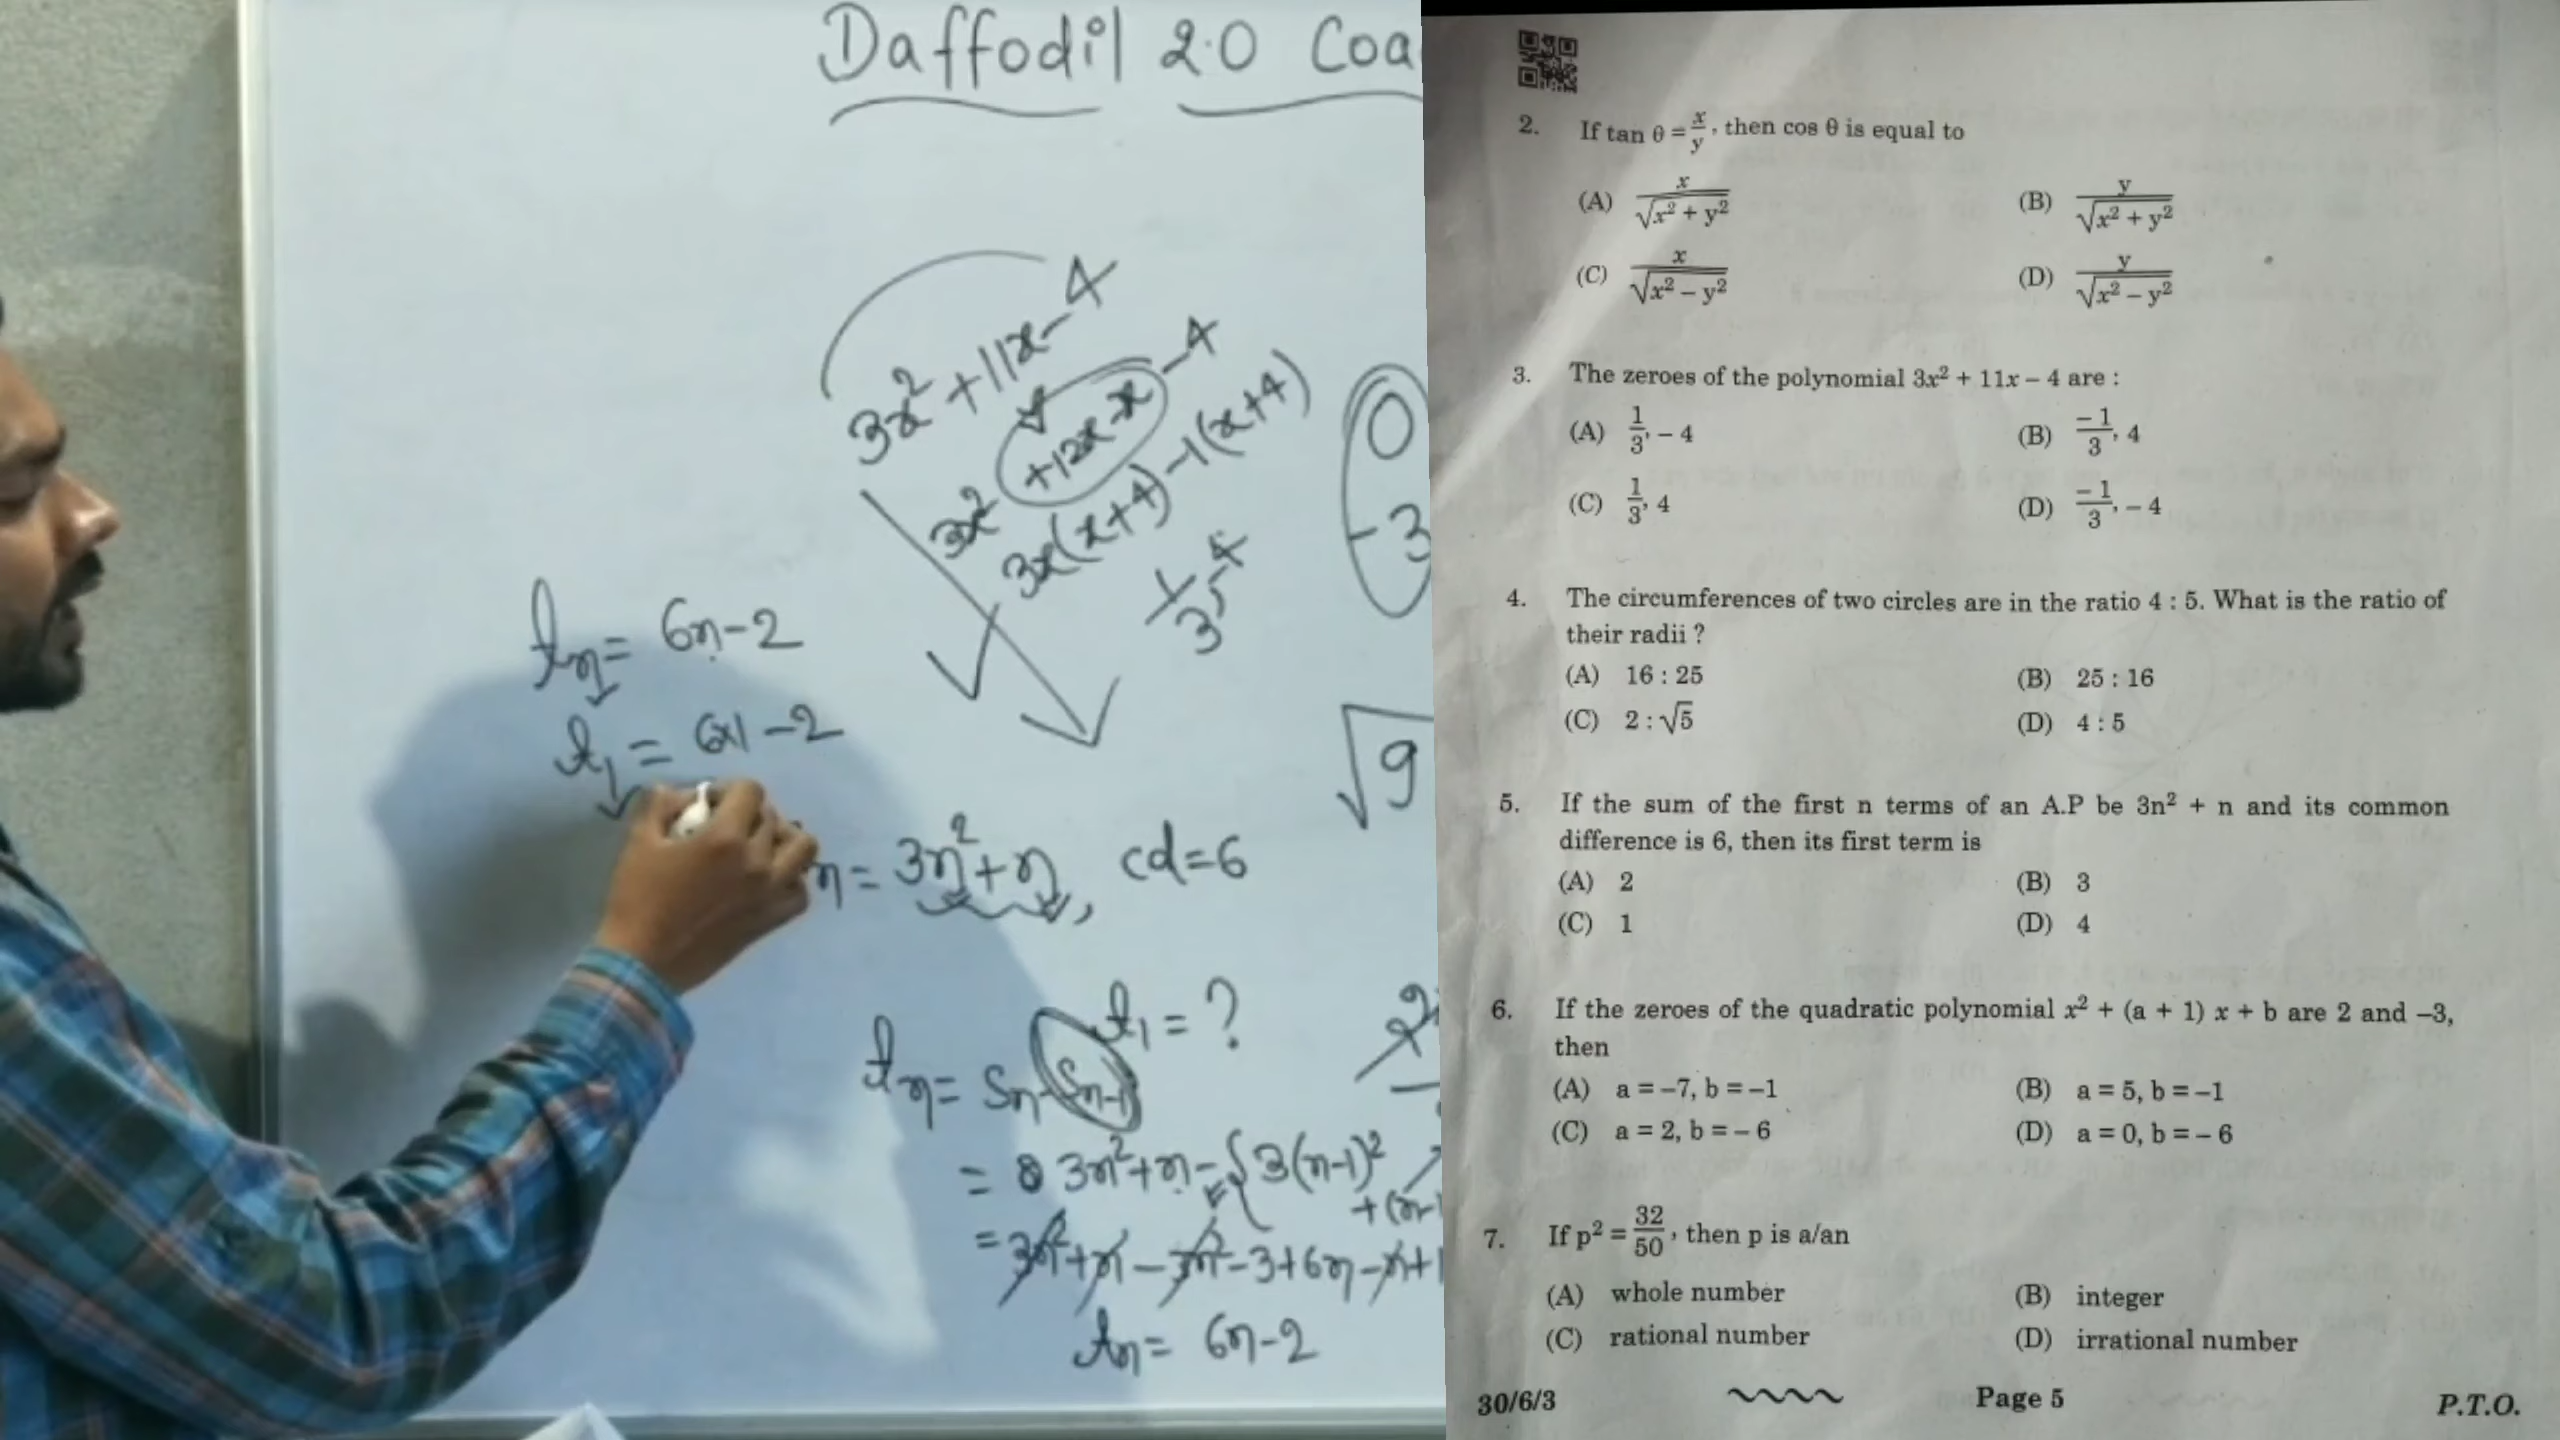 Daffodil 2.0 Coa
3x² + 11x - 4
3x² + 12x - x - 4
3x(x+4) - 1(x+4)
1/3, -4
0
-3
√9
tn = 6n - 2
t1 = 6x1 - 2
n = 3n² + n, cd = 6
t1 = ?
tn = Sn - Sn-1
= 3n² + n - {3(n-1)²
+ (n-1
= 3n² + n - 3n² - 3 + 6n - n + 1
tn = 6n - 2
2. If tan θ = x/y, then cos θ is equal to
(A) x/√(x² + y²) (B) y/√(x² + y²)
(C) x/√(x² – y²) (D) y/√(x² – y²)
3. The zeroes of the polynomial 3x² + 11x – 4 are :
(A) 1/3, – 4 (B) –1/3, 4
(C) 1/3, 4 (D) –1/3, – 4
4. The circumferences of two circles are in the ratio 4 : 5. What is the ratio of
their radii ?
(A) 16 : 25 (B) 25 : 16
(C) 2 : √5 (D) 4 : 5
5. If the sum of the first n terms of an A.P be 3n² + n and its common
difference is 6, then its first term is
(A) 2 (B) 3
(C) 1 (D) 4
6. If the zeroes of the quadratic polynomial x² + (a + 1) x + b are 2 and –3,
then
(A) a = –7, b = –1 (B) a = 5, b = –1
(C) a = 2, b = – 6 (D) a = 0, b = – 6
7. If p² = 32/50, then p is a/an
(A) whole number (B) integer
(C) rational number (D) irrational number
30/6/3 Page 5 P.T.O.